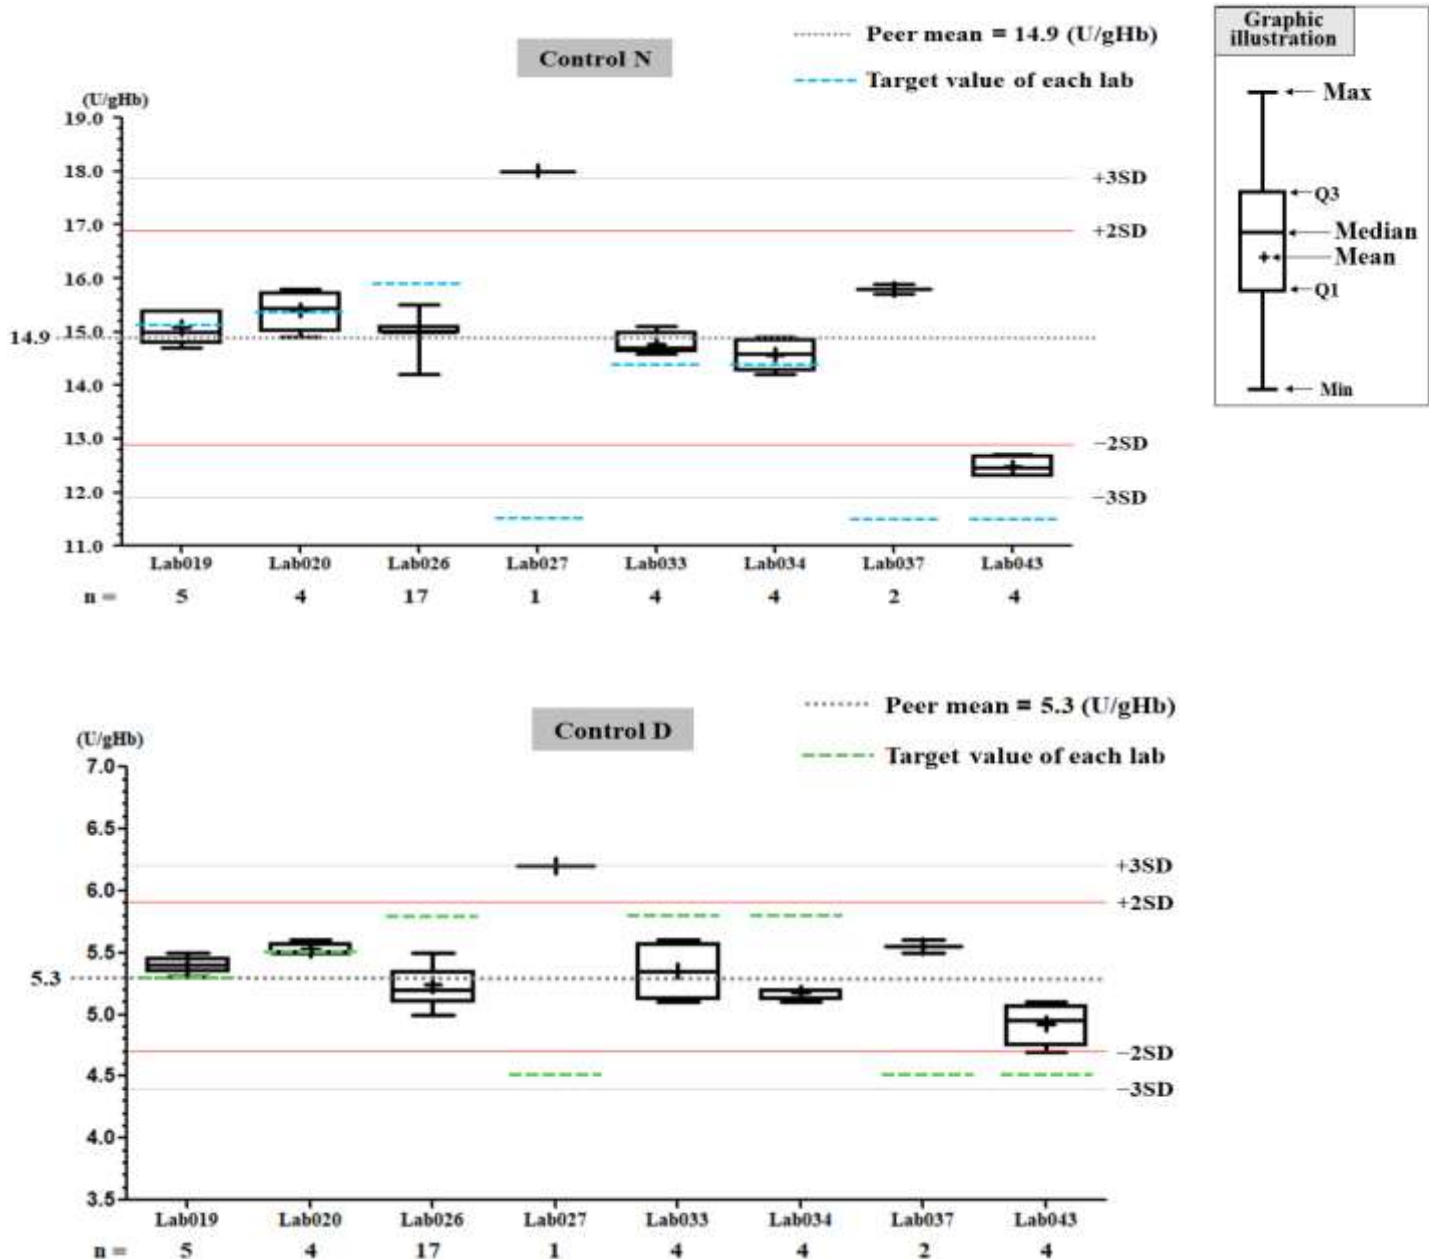 Control N
Peer mean = 14.9 (U/gHb)
Target value of each lab
Graphic
illustration
Max
Q3
Median
Mean
Q1
Min
(U/gHb)
19.0
18.0
17.0
16.0
15.0
14.9
14.0
13.0
12.0
11.0
+3SD
+2SD
−2SD
−3SD
Lab019 Lab020 Lab026 Lab027 Lab033 Lab034 Lab037 Lab043
n = 5 4 17 1 4 4 2 4
Control D
Peer mean = 5.3 (U/gHb)
Target value of each lab
(U/gHb)
7.0
6.5
6.0
5.5
5.3
5.0
4.5
4.0
3.5
+3SD
+2SD
−2SD
−3SD
Lab019 Lab020 Lab026 Lab027 Lab033 Lab034 Lab037 Lab043
n = 5 4 17 1 4 4 2 4